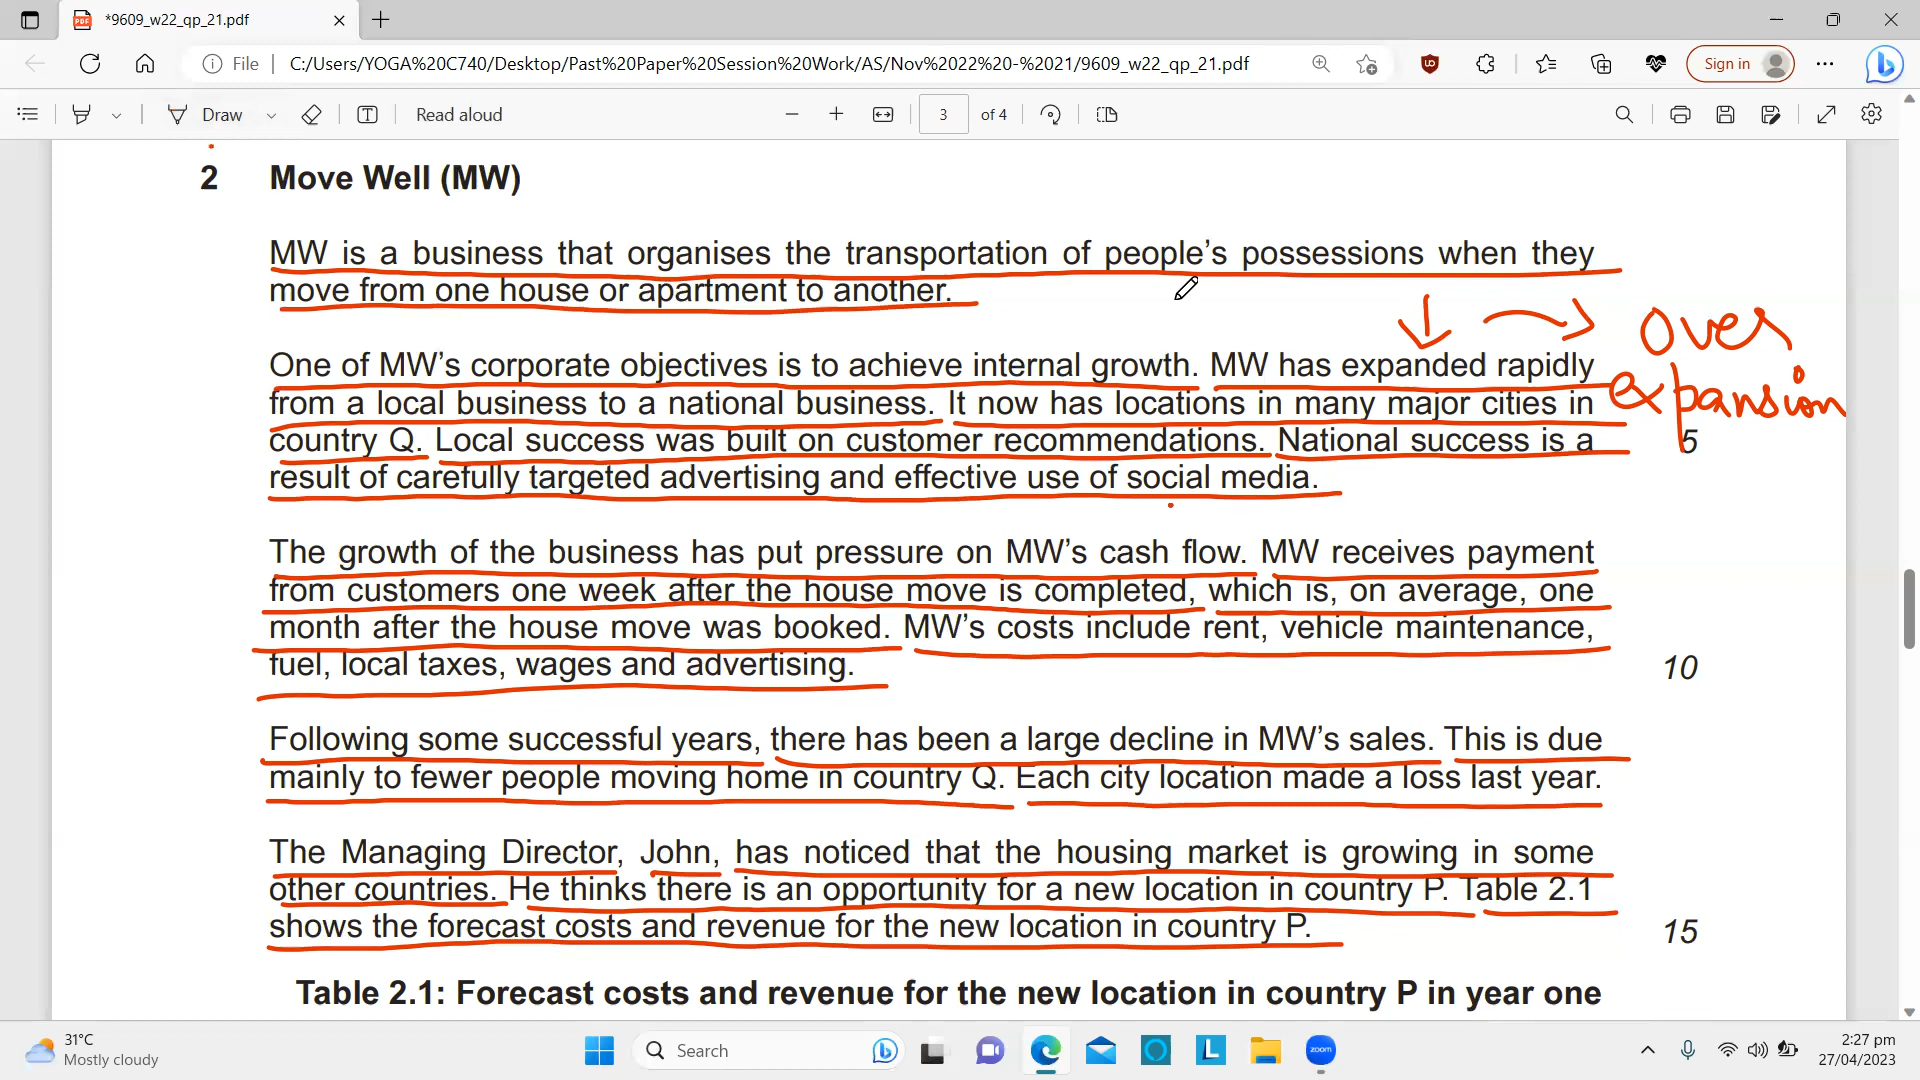 *9609_w22_qp_21.pdf
File
C:/Users/YOGA%20C740/Desktop/Past%20Paper%20Session%20Work/AS/Nov%2022%20-%2021/9609_w22_qp_21.pdf
Sign in
Draw
Read aloud
3 of 4
2 Move Well (MW)
MW is a business that organises the transportation of people's possessions when they
move from one house or apartment to another.
One of MW's corporate objectives is to achieve internal growth. MW has expanded rapidly
from a local business to a national business. It now has locations in many major cities in
country Q. Local success was built on customer recommendations. National success is a 5
result of carefully targeted advertising and effective use of social media.
Over
expansion
The growth of the business has put pressure on MW's cash flow. MW receives payment
from customers one week after the house move is completed, which is, on average, one
month after the house move was booked. MW's costs include rent, vehicle maintenance,
fuel, local taxes, wages and advertising. 10
Following some successful years, there has been a large decline in MW's sales. This is due
mainly to fewer people moving home in country Q. Each city location made a loss last year.
The Managing Director, John, has noticed that the housing market is growing in some
other countries. He thinks there is an opportunity for a new location in country P. Table 2.1
shows the forecast costs and revenue for the new location in country P. 15
Table 2.1: Forecast costs and revenue for the new location in country P in year one
31°C
Mostly cloudy
Search
zoom
2:27 pm
27/04/2023